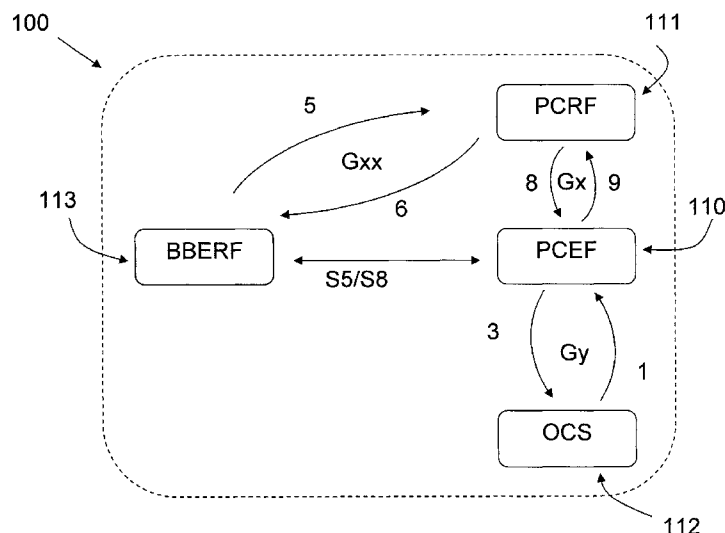 100
111
5
PCRF
Gxx
8
Gx
9
6
110
113
BBERF
PCEF
S5/S8
3
Gy
1
OCS
112